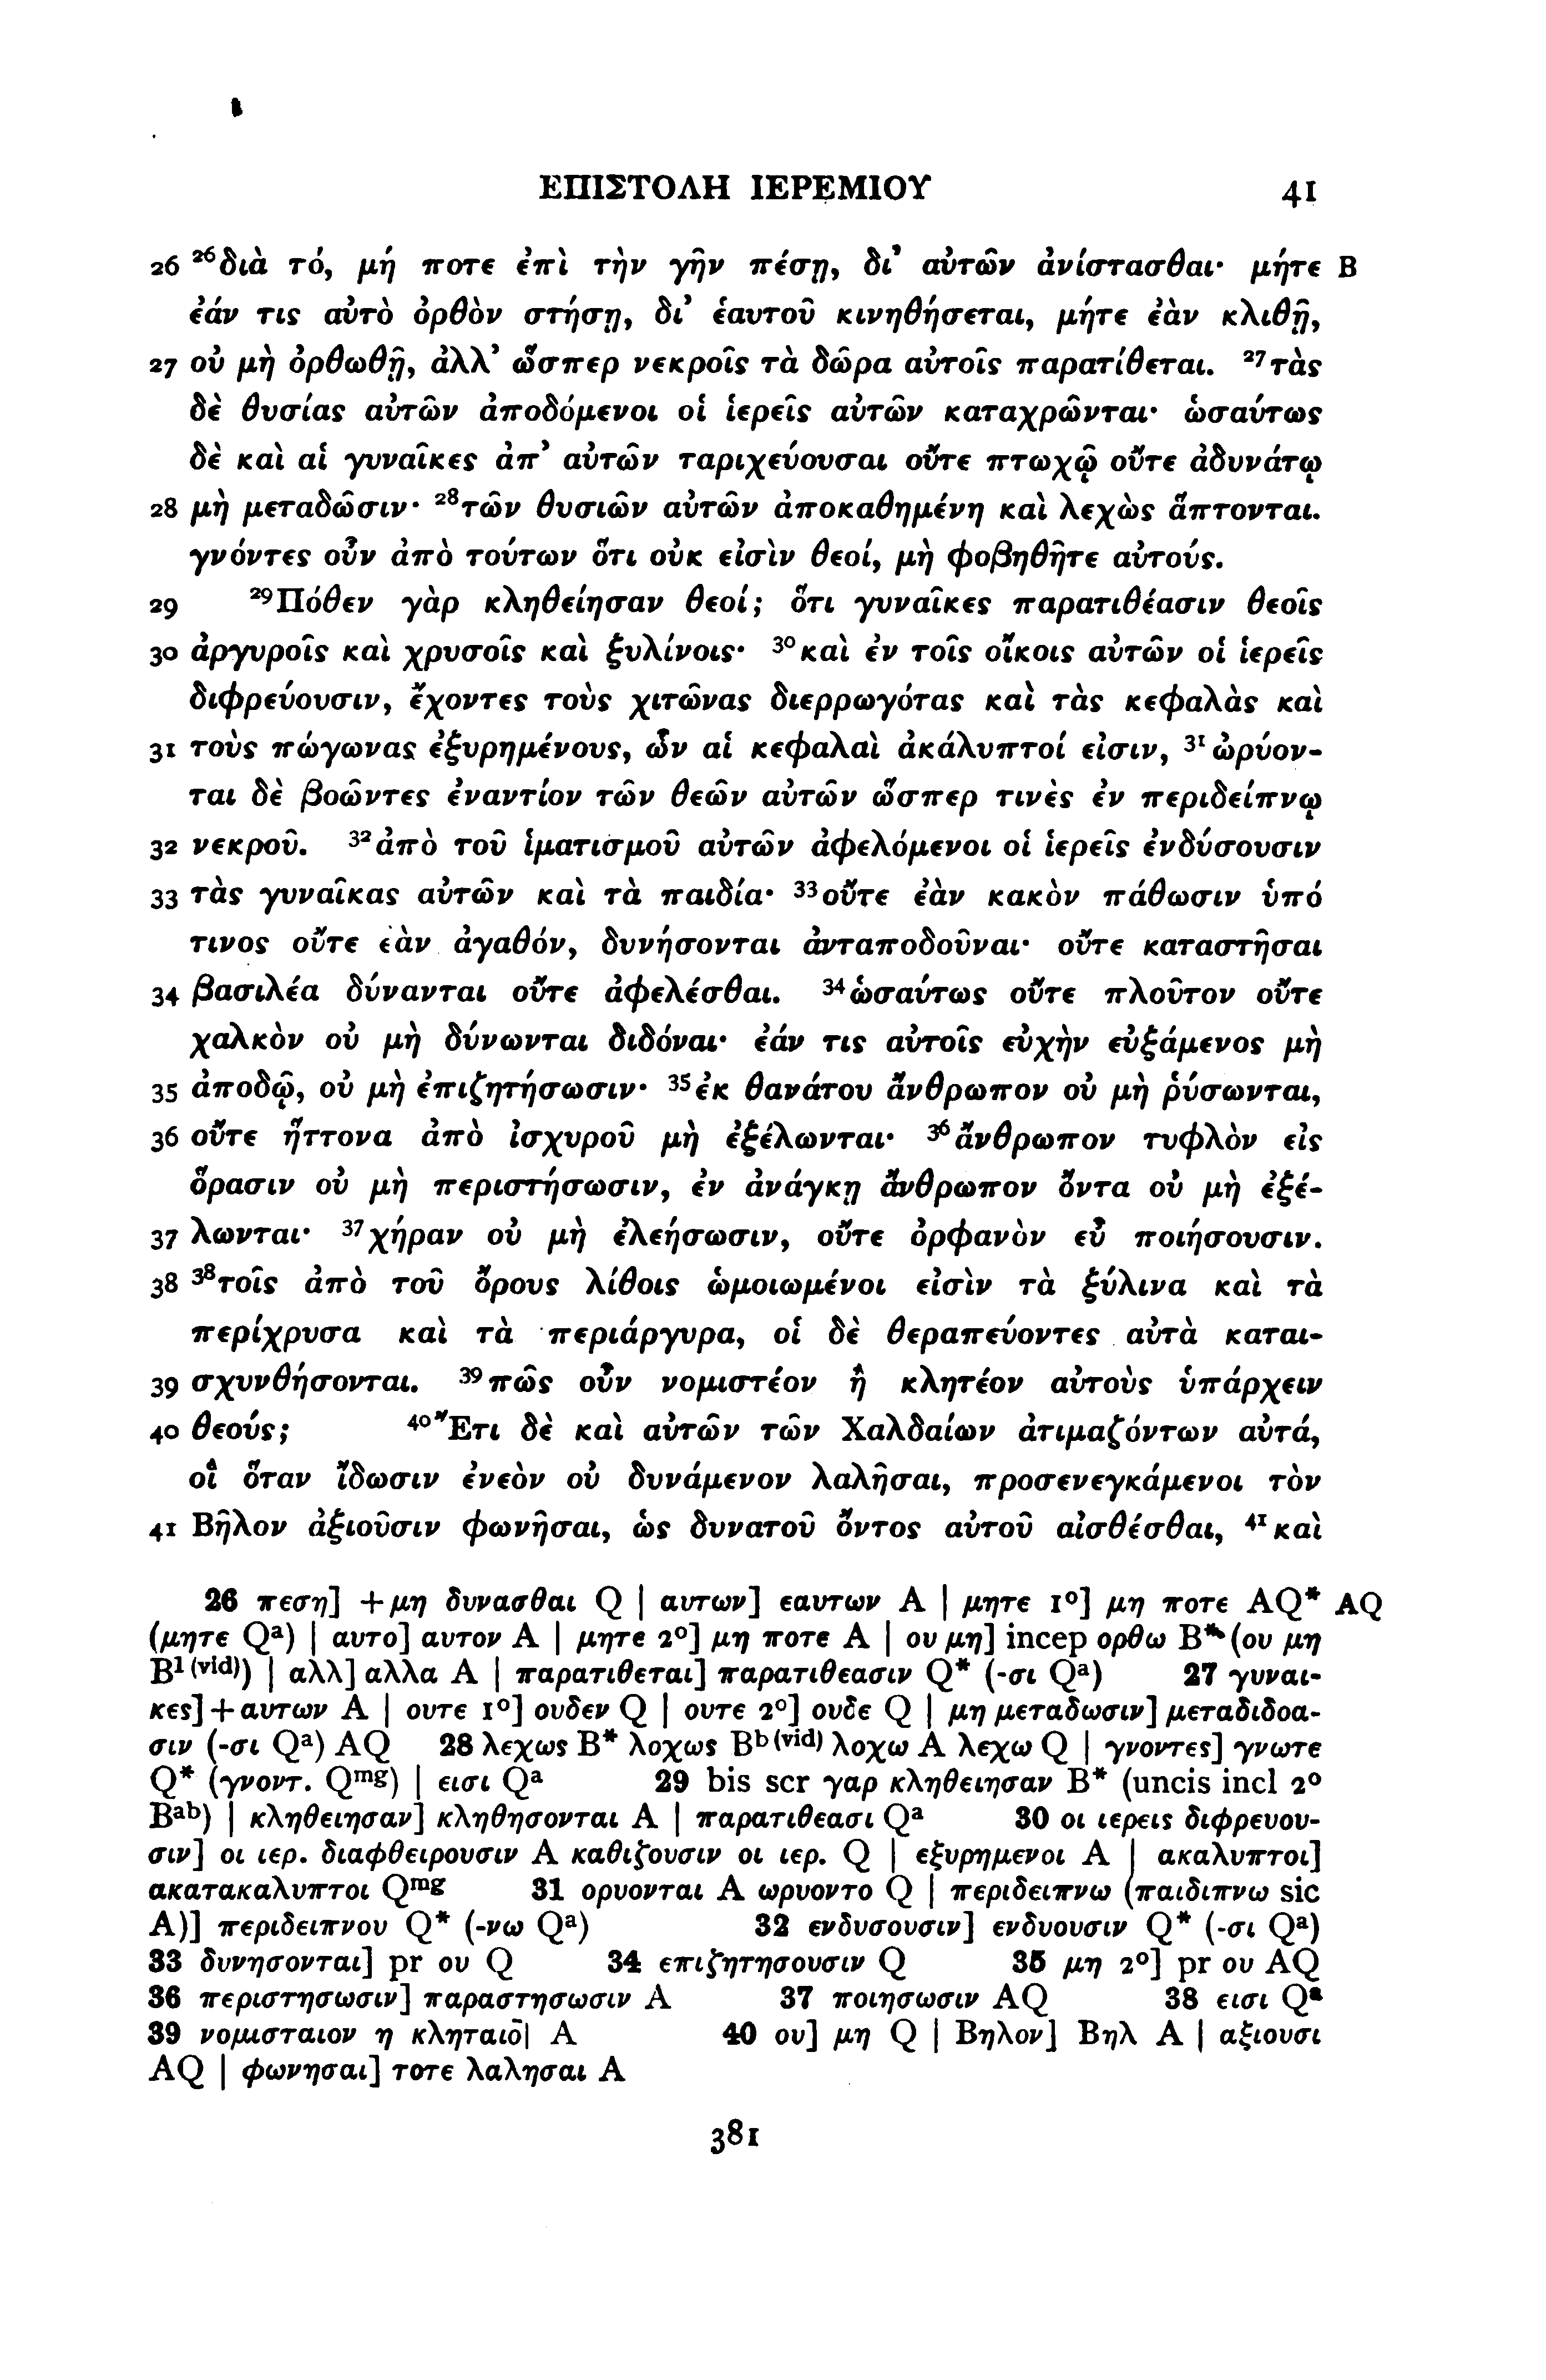 ΕΠΙΣΤΟΛΗ ΙΕΡΕΜΙΟΥ 41
26 ²⁶διὰ τό, μή ποτε ἐπὶ τὴν γῆν πέσῃ, δι' αὐτῶν ἀνίστασθαι· μήτε B
ἐάν τις αὐτὸ ὀρθὸν στήσῃ, δι' ἑαυτοῦ κινηθήσεται, μήτε ἐὰν κλιθῇ,
27 οὐ μὴ ὀρθωθῇ, ἀλλ' ὥσπερ νεκροῖς τὰ δῶρα αὐτοῖς παρατίθεται. ²⁷τὰς
δὲ θυσίας αὐτῶν ἀποδόμενοι οἱ ἱερεῖς αὐτῶν καταχρῶνται· ὡσαύτως
δὲ καὶ αἱ γυναῖκες ἀπ' αὐτῶν ταριχεύουσαι οὔτε πτωχῷ οὔτε ἀδυνάτῳ
28 μὴ μεταδῶσιν· ²⁸τῶν θυσιῶν αὐτῶν ἀποκαθημένη καὶ λεχὼς ἅπτονται.
γνόντες οὖν ἀπὸ τούτων ὅτι οὐκ εἰσὶν θεοί, μὴ φοβηθῆτε αὐτούς.
29 ²⁹Πόθεν γὰρ κληθείησαν θεοί; ὅτι γυναῖκες παρατιθέασιν θεοῖς
30 ἀργυροῖς καὶ χρυσοῖς καὶ ξυλίνοις· ³⁰καὶ ἐν τοῖς οἴκοις αὐτῶν οἱ ἱερεῖς
διφρεύουσιν, ἔχοντες τοὺς χιτῶνας διερρωγότας καὶ τὰς κεφαλὰς καὶ
31 τοὺς πώγωνας ἐξυρημένους, ὧν αἱ κεφαλαὶ ἀκάλυπτοί εἰσιν, ³¹ὠρύον-
ται δὲ βοῶντες ἐναντίον τῶν θεῶν αὐτῶν ὥσπερ τινὲς ἐν περιδείπνῳ
32 νεκροῦ. ³²ἀπὸ τοῦ ἱματισμοῦ αὐτῶν ἀφελόμενοι οἱ ἱερεῖς ἐνδύσουσιν
33 τὰς γυναῖκας αὐτῶν καὶ τὰ παιδία· ³³οὔτε ἐὰν κακὸν πάθωσιν ὑπό
τινος οὔτε ἐὰν ἀγαθόν, δυνήσονται ἀνταποδοῦναι· οὔτε καταστῆσαι
34 βασιλέα δύνανται οὔτε ἀφελέσθαι. ³⁴ὡσαύτως οὔτε πλοῦτον οὔτε
χαλκὸν οὐ μὴ δύνωνται διδόναι· ἐάν τις αὐτοῖς εὐχὴν εὐξάμενος μὴ
35 ἀποδῷ, οὐ μὴ ἐπιζητήσωσιν· ³⁵ἐκ θανάτου ἄνθρωπον οὐ μὴ ῥύσωνται,
36 οὔτε ἥττονα ἀπὸ ἰσχυροῦ μὴ ἐξέλωνται· ³⁶ἄνθρωπον τυφλὸν εἰς
ὅρασιν οὐ μὴ περιστήσωσιν, ἐν ἀνάγκῃ ἄνθρωπον ὄντα οὐ μὴ ἐξέ-
37 λωνται· ³⁷χήραν οὐ μὴ ἐλεήσωσιν, οὔτε ὀρφανὸν εὖ ποιήσουσιν.
38 ³⁸τοῖς ἀπὸ τοῦ ὄρους λίθοις ὡμοιωμένοι εἰσὶν τὰ ξύλινα καὶ τὰ
περίχρυσα καὶ τὰ περιάργυρα, οἱ δὲ θεραπεύοντες αὐτὰ καται-
39 σχυνθήσονται. ³⁹πῶς οὖν νομιστέον ἢ κλητέον αὐτοὺς ὑπάρχειν
40 θεούς; ⁴⁰Ἔτι δὲ καὶ αὐτῶν τῶν Χαλδαίων ἀτιμαζόντων αὐτά,
οἳ ὅταν ἴδωσιν ἐνεὸν οὐ δυνάμενον λαλῆσαι, προσενεγκάμενοι τὸν
41 Βῆλον ἀξιοῦσιν φωνῆσαι, ὡς δυνατοῦ ὄντος αὐτοῦ αἰσθέσθαι, ⁴¹καὶ
26 πεση] +μη δυνασθαι Q | αυτων] εαυτων A | μητε 1º] μη ποτε AQ* AQ
(μητε Qᵃ) | αυτο] αυτον A | μητε 2º] μη ποτε A | ου μη] incep ορθω B* (ου μη
B¹⁽ᵛⁱᵈ⁾) | αλλ] αλλα A | παρατιθεται] παρατιθεασιν Q* (-σι Qᵃ) 27 γυναι-
κες]+αυτων A | ουτε 1º] ουδεν Q | ουτε 2º] ουδε Q | μη μεταδωσιν] μεταδιδοα-
σιν (-σι Qᵃ) AQ 28 λεχως B* λοχως Bᵇ⁽ᵛⁱᵈ⁾ λοχω A λεχω Q | γνοντες] γνωτε
Q* (γνοντ. Qᵐᵍ) | εισι Qᵃ 29 bis scr γαρ κληθειησαν B* (uncis incl 2º
Bᵃᵇ) | κληθειησαν] κληθησονται A | παρατιθεασι Qᵃ 30 οι ιερεις διφρευου-
σιν] οι ιερ. διαφθειρουσιν A καθιζουσιν οι ιερ. Q | εξυρημενοι A | ακαλυπτοι]
ακατακαλυπτοι Qᵐᵍ 31 ορυονται A ωρυοντο Q | περιδειπνω (παιδιπνω sic
A)] περιδειπνου Q* (-νω Qᵃ) 32 ενδυσουσιν] ενδυουσιν Q* (-σι Qᵃ)
33 δυνησονται] pr ου Q 34 επιζητησουσιν Q 35 μη 2º] pr ου AQ
36 περιστησωσιν] παραστησωσιν A 37 ποιησωσιν AQ 38 εισι Qᵃ
39 νομισταιον η κληταιο̄| A 40 ου] μη Q | Βηλον] Βηλ A | αξιουσι
AQ | φωνησαι] τοτε λαλησαι A
381